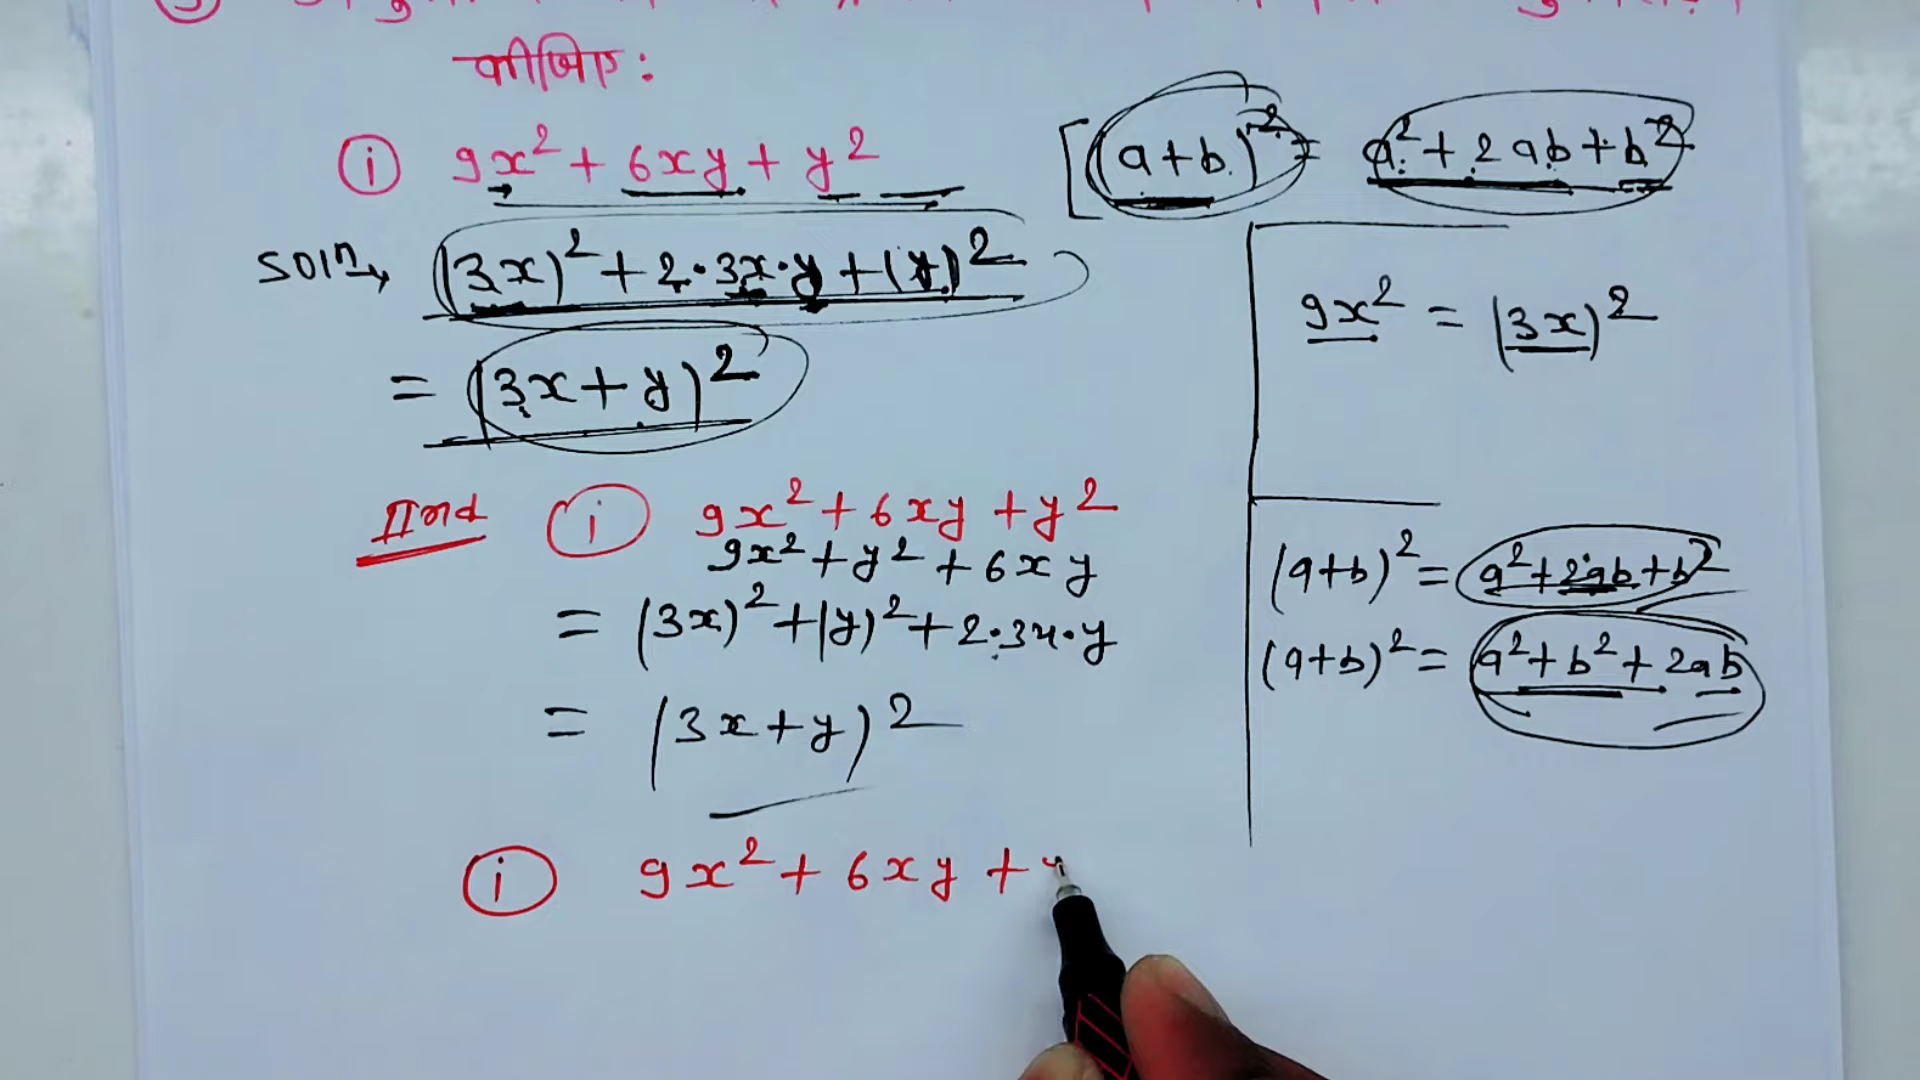 कीजिए:
(i) 9x² + 6xy + y²
[(a+b)² = a² + 2ab + b²
Soln → (3x)² + 2·3x·y + (y)²
= (3x+y)²
9x² = (3x)²
IInd (i) 9x² + 6xy + y²
9x² + y² + 6xy
= (3x)² + (y)² + 2·3x·y
= (3x+y)²
(a+b)² = a² + 2ab + b²
(a+b)² = a² + b² + 2ab
(i) 9x² + 6xy +